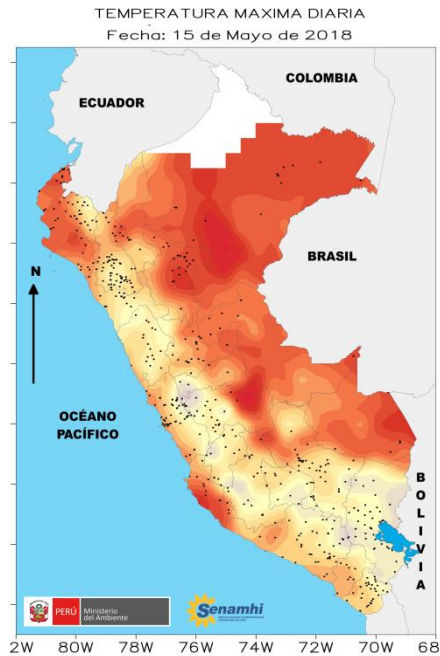 TEMPERATURA MAXIMA DIARIA
Fecha: 15 de Mayo de 2018
COLOMBIA
ECUADOR
BRASIL
N
OCÉANO
PACÍFICO
BOLIVIA
PERÚ
Ministerio
del Ambiente
Senamhi
2W 80W 78W 76W 74W 72W 70W 68